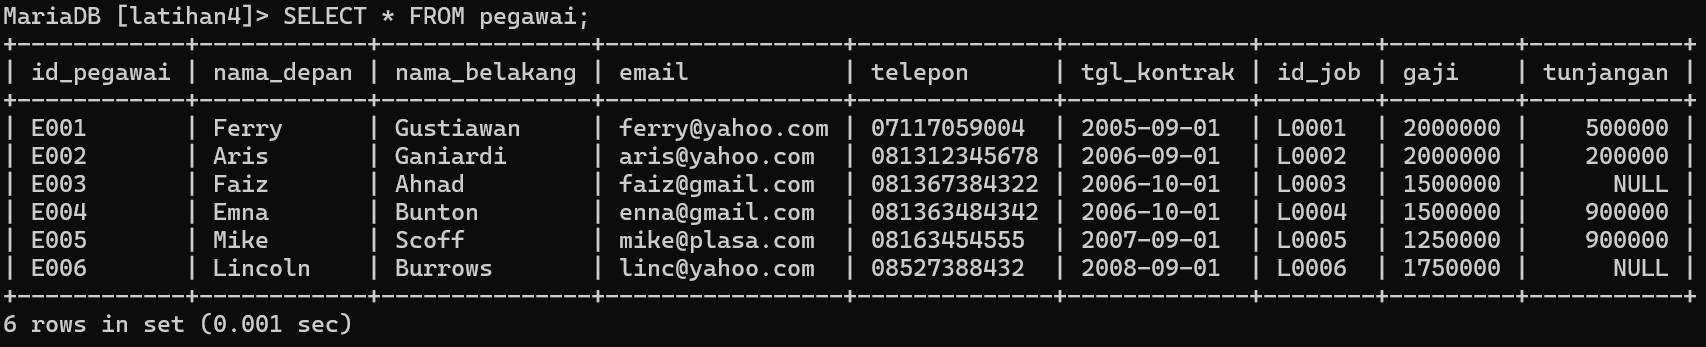 MariaDB [latihan4]> SELECT * FROM pegawai;
+------------+------------+---------------+-----------------+--------------+-------------+--------+---------+-----------+
| id_pegawai | nama_depan | nama_belakang | email           | telepon      | tgl_kontrak | id_job | gaji    | tunjangan |
+------------+------------+---------------+-----------------+--------------+-------------+--------+---------+-----------+
| E001       | Ferry      | Gustiawan     | ferry@yahoo.com | 07117059004  | 2005-09-01  | L0001  | 2000000 |    500000 |
| E002       | Aris       | Ganiardi      | aris@yahoo.com  | 081312345678 | 2006-09-01  | L0002  | 2000000 |    200000 |
| E003       | Faiz       | Ahnad         | faiz@gmail.com  | 081367384322 | 2006-10-01  | L0003  | 1500000 |      NULL |
| E004       | Emna       | Bunton        | enna@gmail.com  | 081363484342 | 2006-10-01  | L0004  | 1500000 |    900000 |
| E005       | Mike       | Scoff         | mike@plasa.com  | 08163454555  | 2007-09-01  | L0005  | 1250000 |    900000 |
| E006       | Lincoln    | Burrows       | linc@yahoo.com  | 08527388432  | 2008-09-01  | L0006  | 1750000 |      NULL |
+------------+------------+---------------+-----------------+--------------+-------------+--------+---------+-----------+
6 rows in set (0.001 sec)